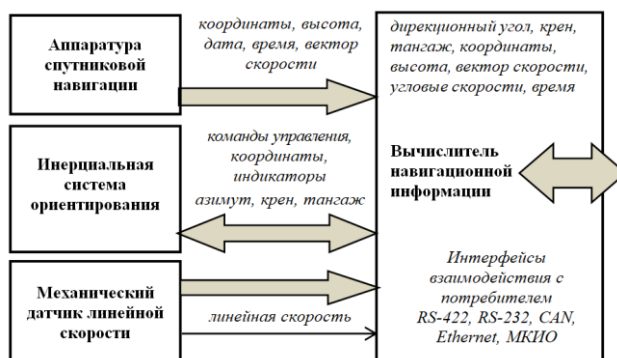 Аппаратура
спутниковой
навигации
координаты, высота,
дата, время, вектор
скорости
дирекционный угол, крен,
тангаж, координаты,
высота, вектор скорости,
угловые скорости, время
Инерциальная
система
ориентирования
команды управления,
координаты,
индикаторы
азимут, крен, тангаж
Вычислитель
навигационной
информации
Механический
датчик линейной
скорости
линейная скорость
Интерфейсы
взаимодействия с
потребителем
RS-422, RS-232, CAN,
Ethernet, МКИО